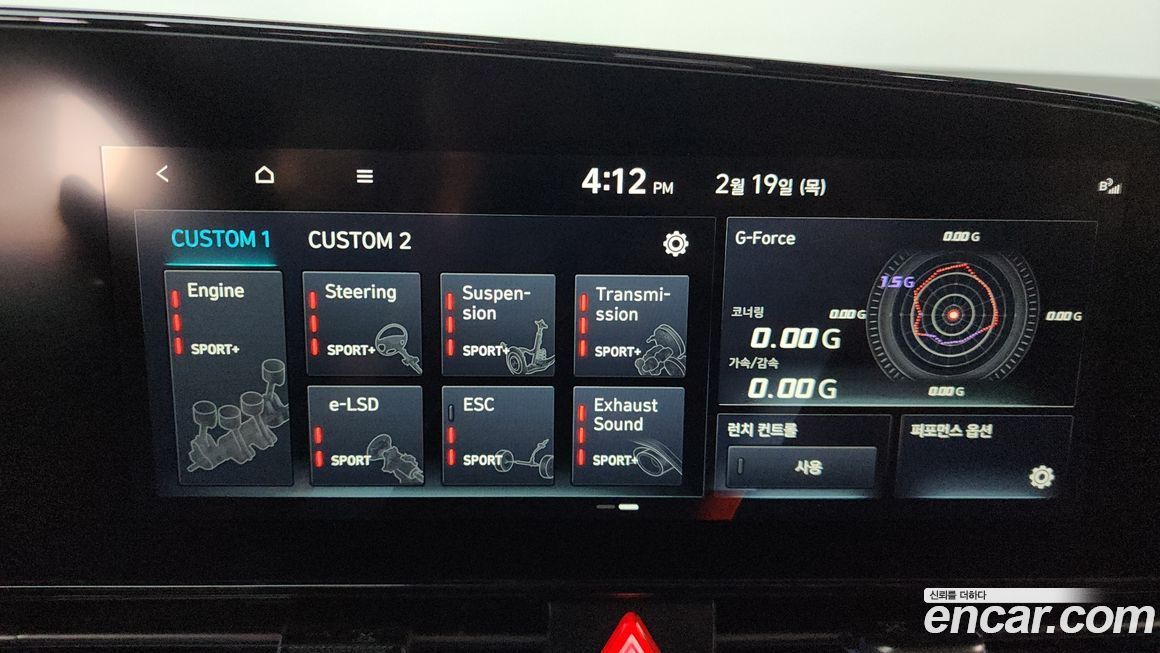 4:12 PM
2월 19일 (목)
CUSTOM 1
CUSTOM 2
Engine
SPORT+
Steering
SPORT+
Suspen-
sion
SPORT+
Transmi-
ssion
SPORT+
e-LSD
SPORT
ESC
SPORT
Exhaust
Sound
SPORT+
G-Force
0.00 G
1.5G
코너링
0.00 G
0.00 G
0.00 G
가속/감속
0.00 G
0.00 G
런치 컨트롤
사용
퍼포먼스 옵션
신뢰를 더하다
encar.com